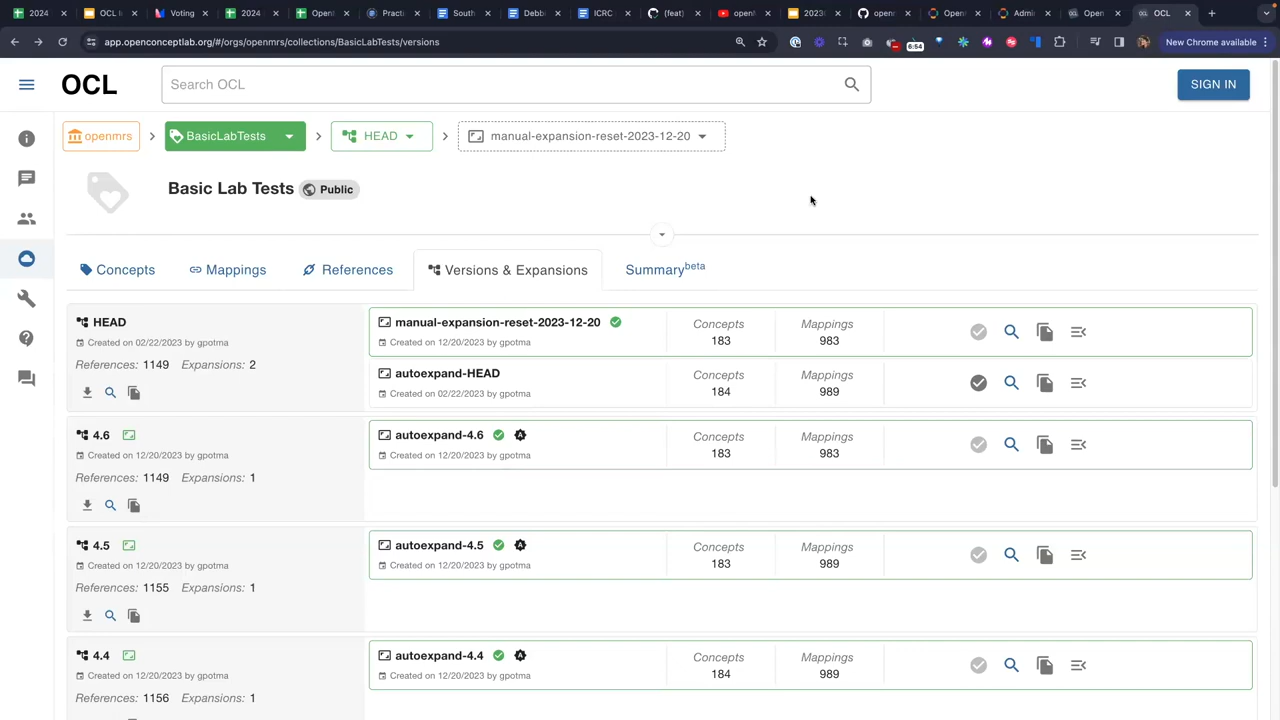 2024
OCL I
Voting
2024
OpenI
Practi
South
Debbi
ICRC
(feat)
openI
2023
openr
Open
Admi
Open
OCL
app.openconceptlab.org/#/orgs/openmrs/collections/BasicLabTests/versions
6:54
New Chrome available
OCL
Search OCL
SIGN IN
openmrs
BasicLabTests
HEAD
manual-expansion-reset-2023-12-20
Basic Lab Tests
Public
Concepts
Mappings
References
Versions & Expansions
Summary beta
HEAD
Created on 02/22/2023 by gpotma
References: 1149 Expansions: 2
manual-expansion-reset-2023-12-20
Created on 12/20/2023 by gpotma
Concepts
183
Mappings
983
autoexpand-HEAD
Created on 02/22/2023 by gpotma
Concepts
184
Mappings
989
4.6
Created on 12/20/2023 by gpotma
References: 1149 Expansions: 1
autoexpand-4.6
Created on 12/20/2023 by gpotma
Concepts
183
Mappings
983
4.5
Created on 12/20/2023 by gpotma
References: 1155 Expansions: 1
autoexpand-4.5
Created on 12/20/2023 by gpotma
Concepts
183
Mappings
989
4.4
Created on 12/20/2023 by gpotma
References: 1156 Expansions: 1
autoexpand-4.4
Created on 12/20/2023 by gpotma
Concepts
184
Mappings
989